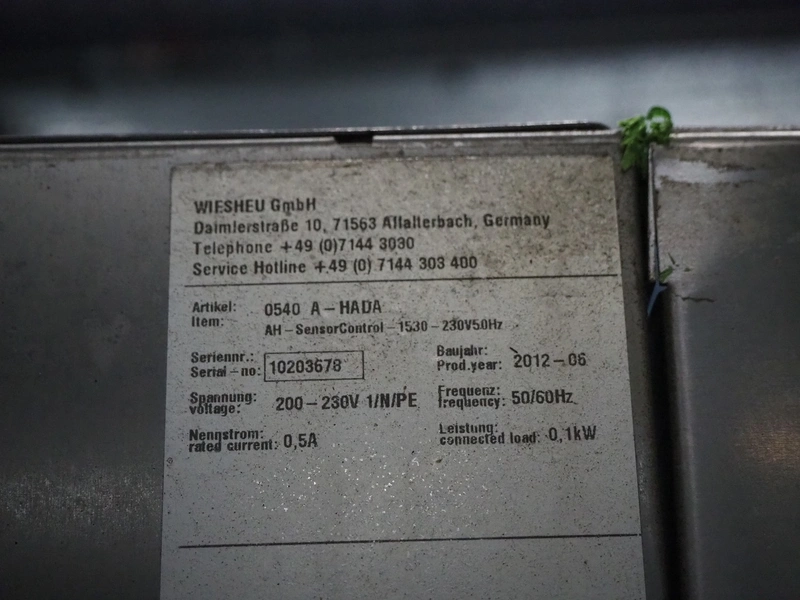 WIESHEU GmbH
Daimlerstraße 10, 71563 Affalterbach, Germany
Telephone +49 (0)7144 3030
Service Hotline +49 (0) 7144 303 400
Artikel: 0540 A-HADA
Item: AH-SensorControl-1530-230V50Hz
Seriennr.: Baujahr:
Serial-no: 10203678 Prod.year: 2012-06
Spannung: Frequenz:
voltage: 200-230V 1/N/PE frequency: 50/60Hz
Nennstrom: Leistung:
rated current: 0,5A connected load: 0,1kW